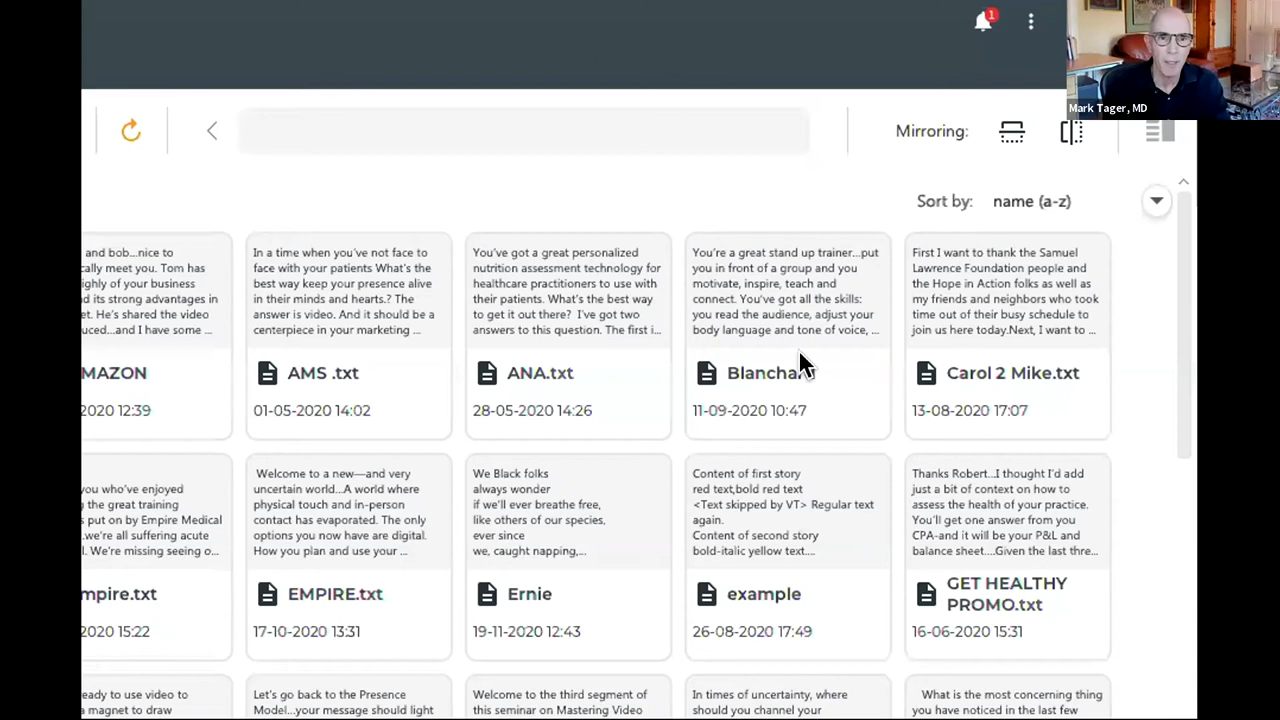 1
Mark Tager, MD
Mirroring:
Sort by: name (a-z)
and bob...nice to
cally meet you. Tom has
ighly of your business
d its strong advantages in
et. He's shared the video
uced...and I have some ...
MAZON
2020 12:39
In a time when you've not face to
face with your patients What's the
best way keep your presence alive
in their minds and hearts.? The
answer is video. And it should be a
centerpiece in your marketing ...
AMS .txt
01-05-2020 14:02
You've got a great personalized
nutrition assessment technology for
healthcare practitioners to use with
their patients. What's the best way
to get it out there? I've got two
answers to this question. The first i...
ANA.txt
28-05-2020 14:26
You're a great stand up trainer...put
you in front of a group and you
motivate, inspire, teach and
connect. You've got all the skills:
you read the audience, adjust your
body language and tone of voice, ...
Blanchar
11-09-2020 10:47
First I want to thank the Samuel
Lawrence Foundation people and
the Hope in Action folks as well as
my friends and neighbors who took
time out of their busy schedule to
join us here today.Next, I want to ...
Carol 2 Mike.txt
13-08-2020 17:07
you who've enjoyed
g the great training
s put on by Empire Medical
..we're all suffering acute
l. We're missing seeing o...
mpire.txt
2020 15:22
Welcome to a new—and very
uncertain world...A world where
physical touch and in-person
contact has evaporated. The only
options you now have are digital.
How you plan and use your ...
EMPIRE.txt
17-10-2020 13:31
We Black folks
always wonder
if we'll ever breathe free,
like others of our species,
ever since
we, caught napping,...
Ernie
19-11-2020 12:43
Content of first story
red text,bold red text
<Text skipped by VT> Regular text
again.
Content of second story
bold-italic yellow text....
example
26-08-2020 17:49
Thanks Robert...I thought I'd add
just a bit of context on how to
assess the health of your practice.
You'll get one answer from you
CPA-and it will be your P&L and
balance sheet....Given the last thre...
GET HEALTHY
PROMO.txt
16-06-2020 15:31
eady to use video to
a magnet to draw
Let's go back to the Presence
Model...your message should light
Welcome to the third segment of
this seminar on Mastering Video
In times of uncertainty, where
should you channel your
What is the most concerning thing
you have noticed in the last few